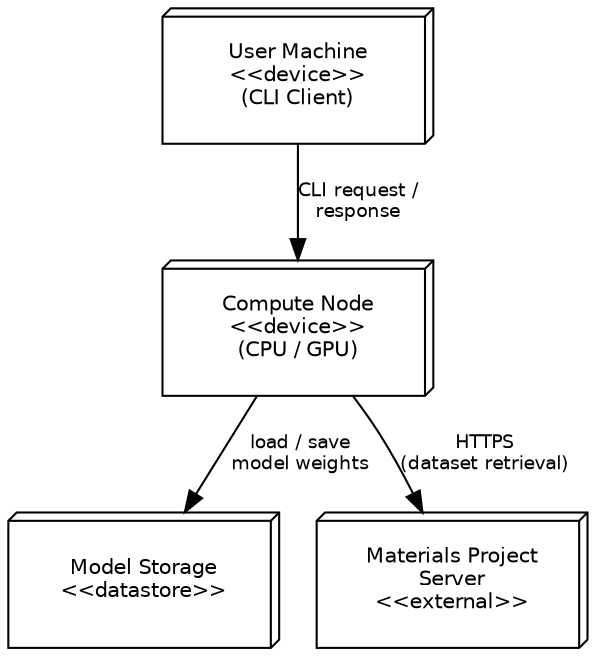 User Machine
<<device>>
(CLI Client)
CLI request /
response
Compute Node
<<device>>
(CPU / GPU)
load / save
model weights
HTTPS
(dataset retrieval)
Model Storage
<<datastore>>
Materials Project
Server
<<external>>